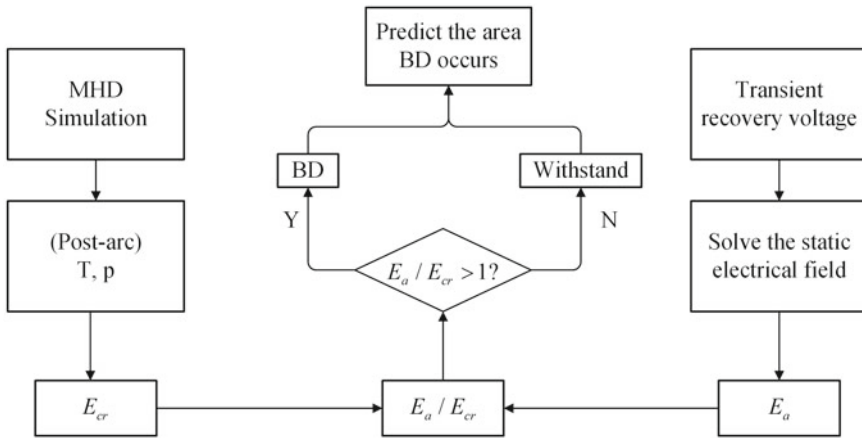 Predict the area
BD occurs
MHD
Simulation
Transient
recovery voltage
BD
Withstand
Y
N
(Post-arc)
T, p
E_a / E_cr > 1?
Solve the static
electrical field
E_cr
E_a / E_cr
E_a